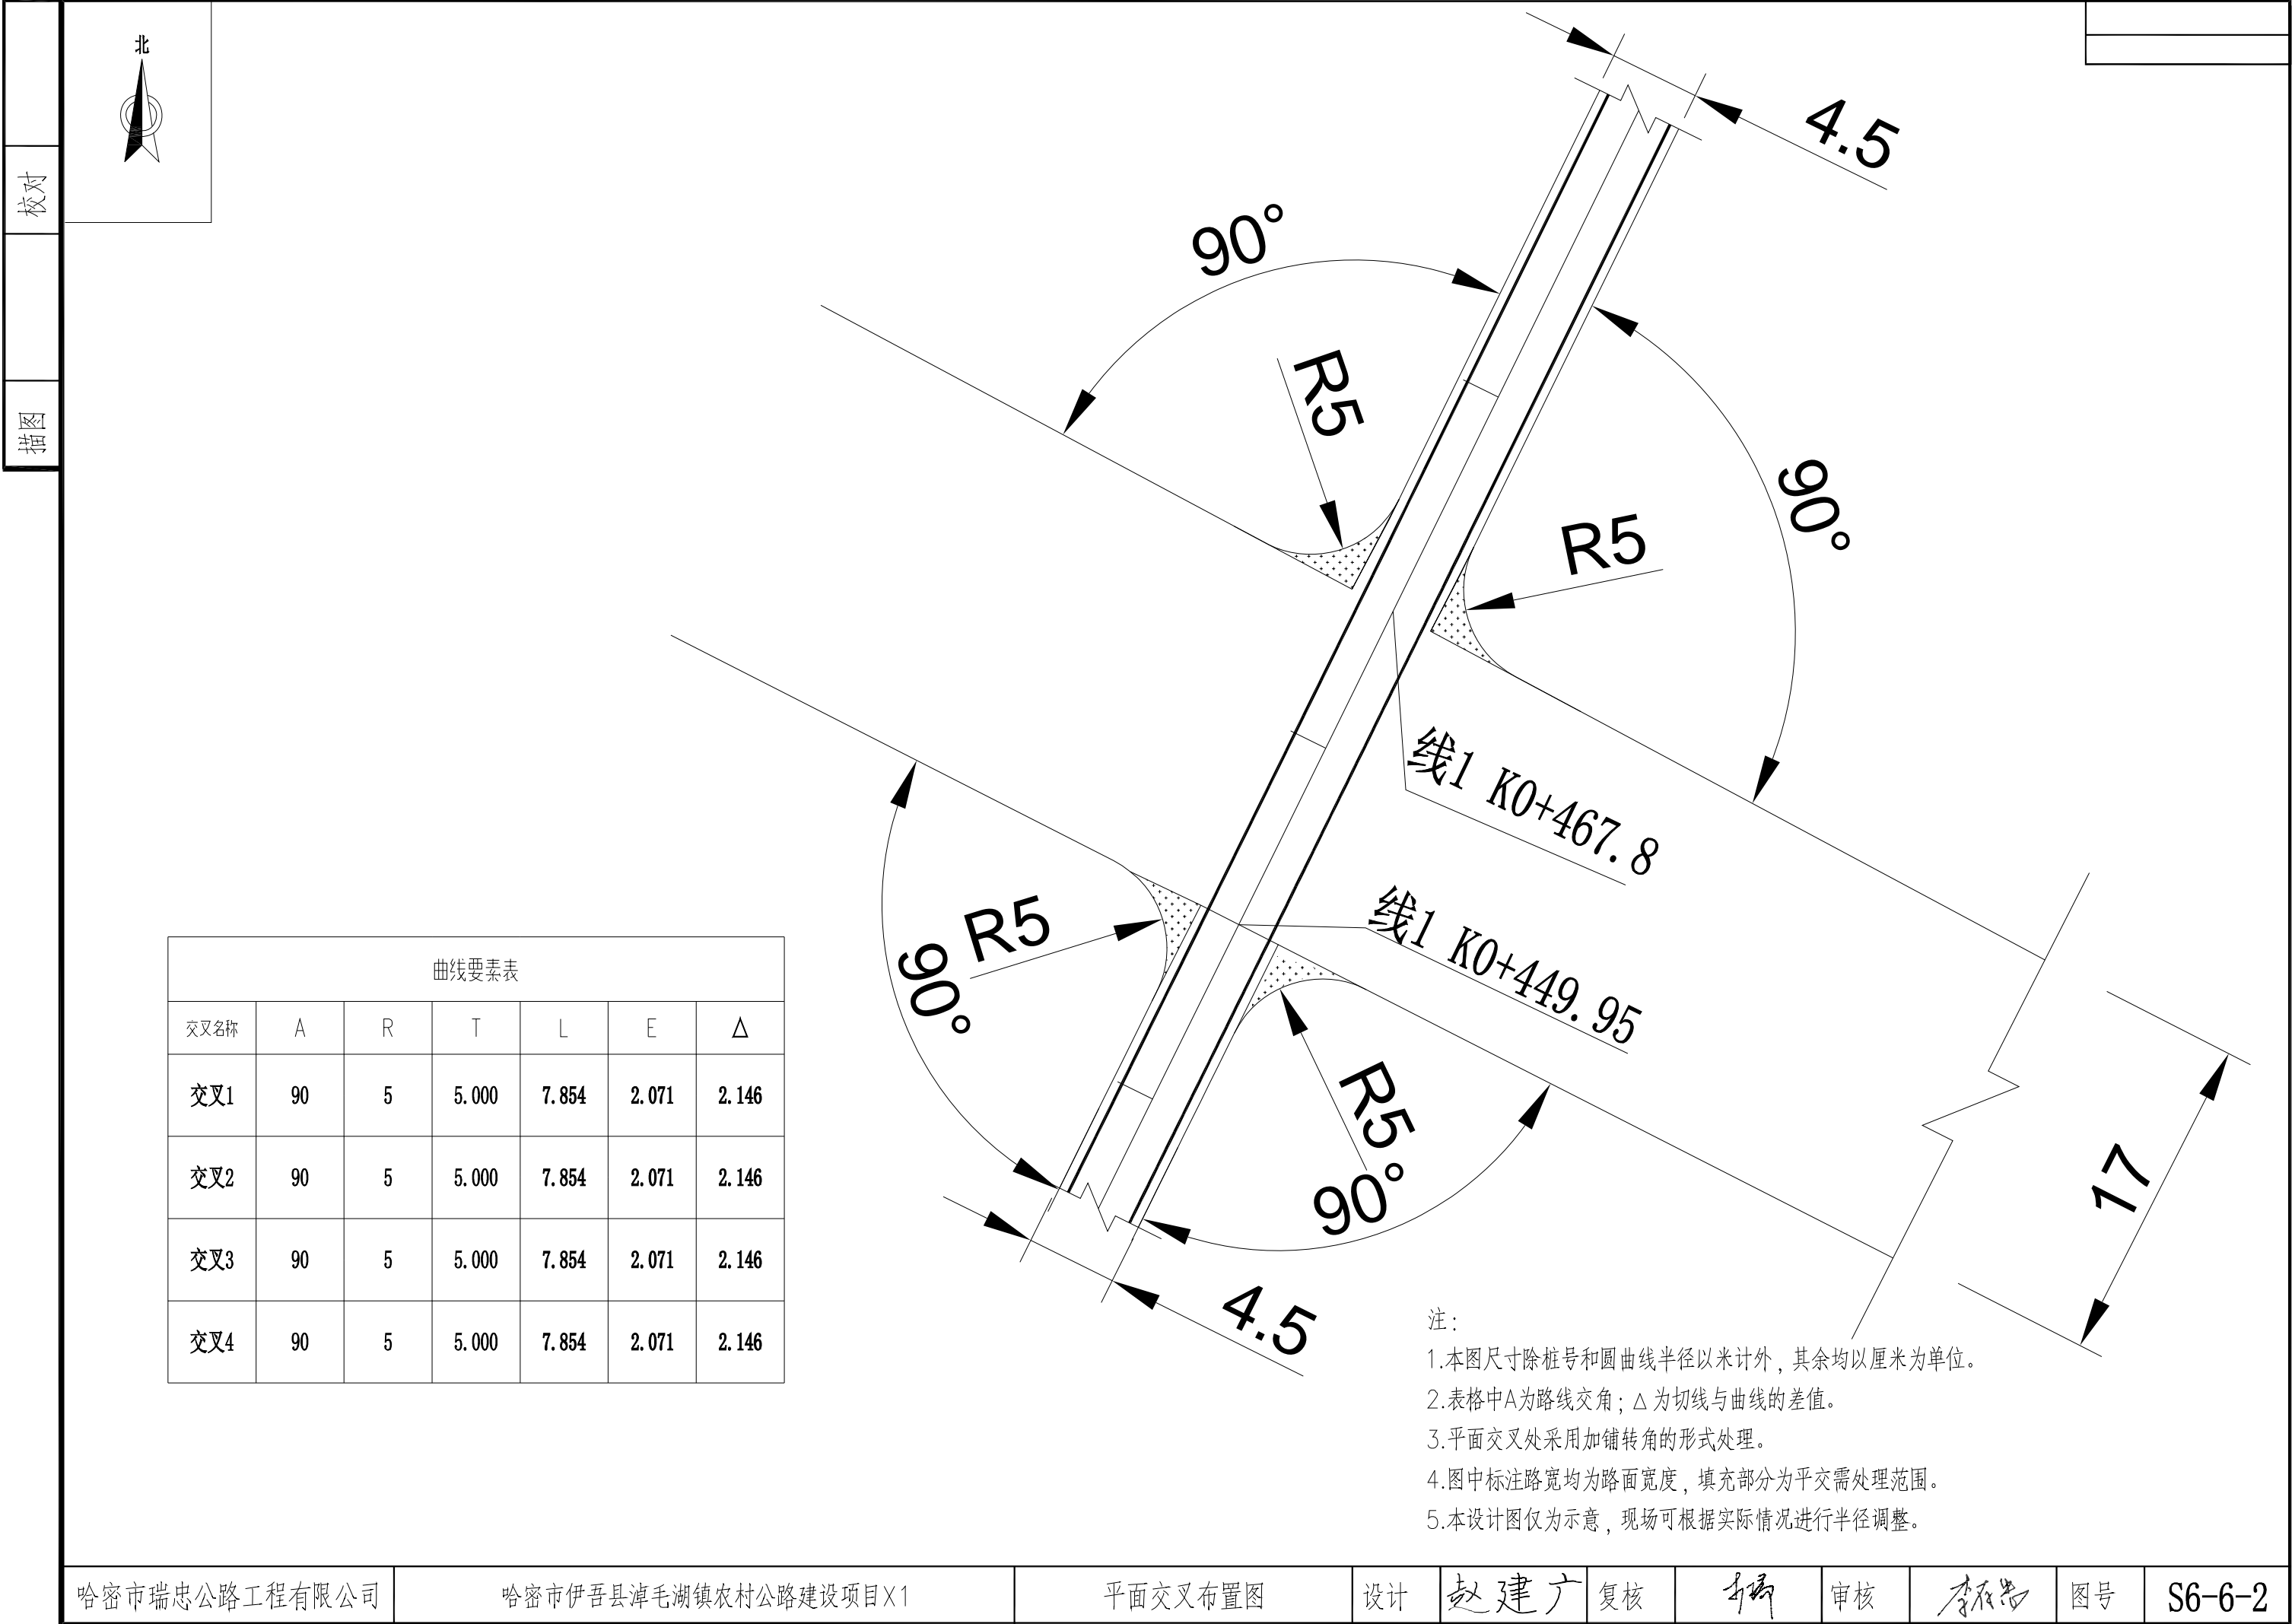 北
校对
描图
4.5
90°
R5
90°
R5
线1 K0+467.8
线1 K0+449.95
R5
90°
R5
90°
4.5
17
曲线要素表
交叉名称 A R T L E Δ
交叉1 90 5 5.000 7.854 2.071 2.146
交叉2 90 5 5.000 7.854 2.071 2.146
交叉3 90 5 5.000 7.854 2.071 2.146
交叉4 90 5 5.000 7.854 2.071 2.146
注:
1.本图尺寸除桩号和圆曲线半径以米计外，其余均以厘米为单位。
2.表格中A为路线交角；Δ为切线与曲线的差值。
3.平面交叉处采用加铺转角的形式处理。
4.图中标注路宽均为路面宽度，填充部分为平交需处理范围。
5.本设计图仅为示意，现场可根据实际情况进行半径调整。
哈密市瑞忠公路工程有限公司 哈密市伊吾县淖毛湖镇农村公路建设项目X1 平面交叉布置图 设计 赵建广 复核 审核 图号 S6-6-2